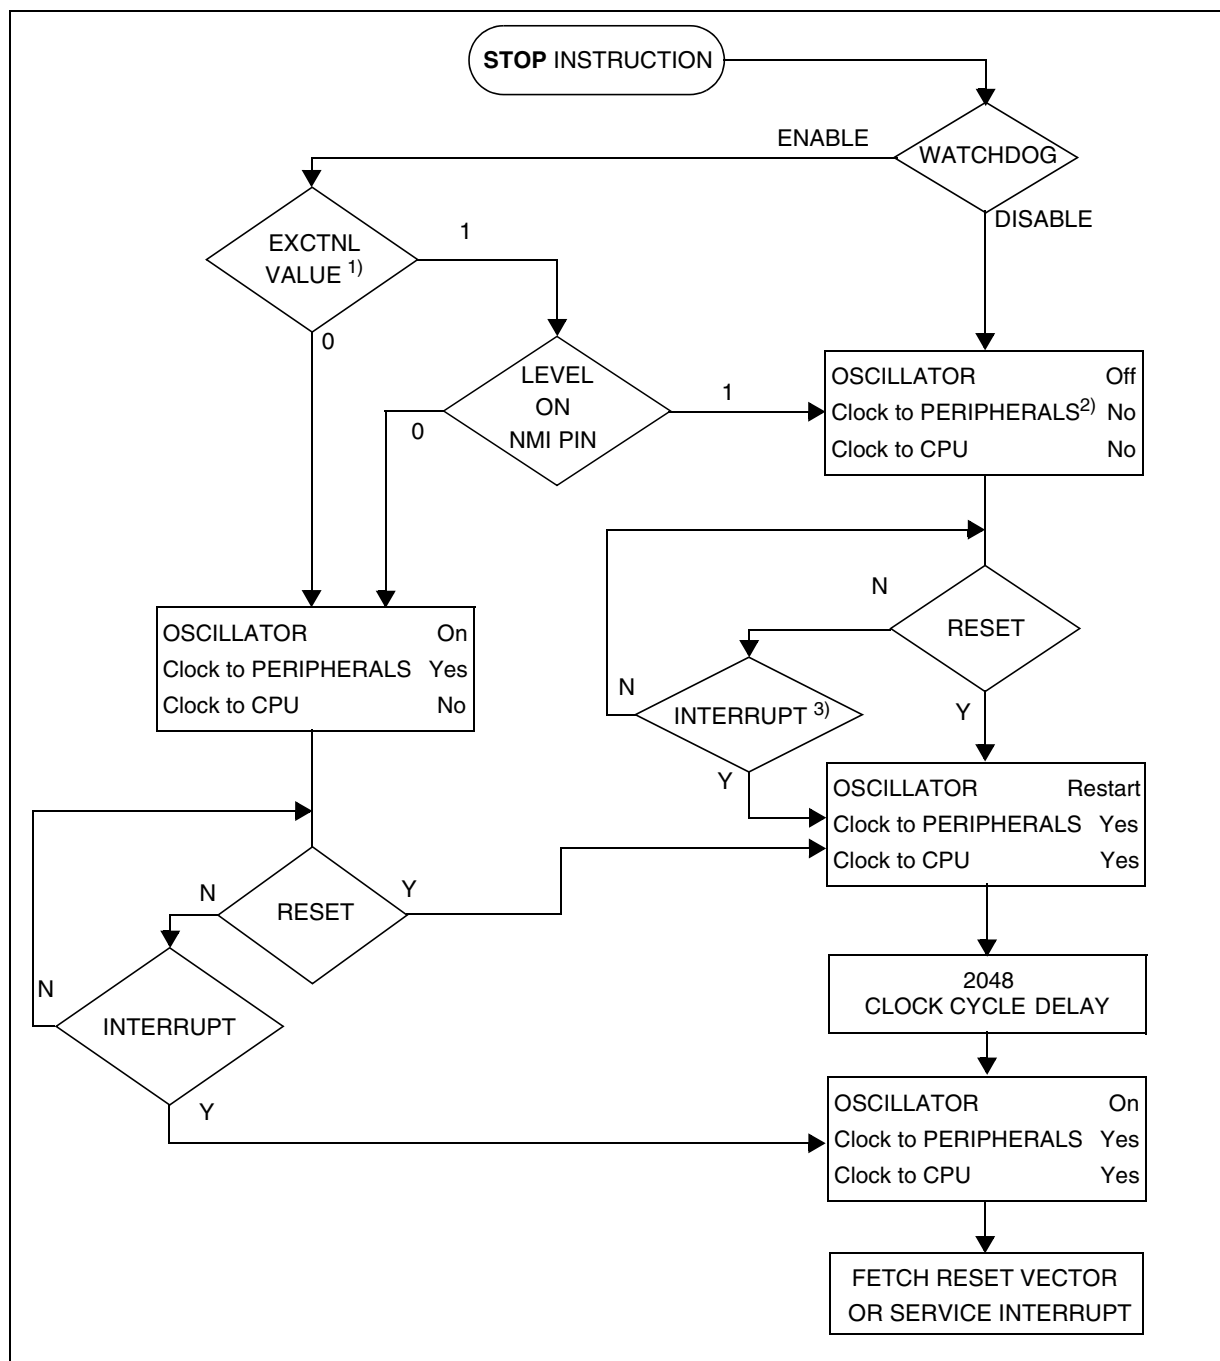 STOP INSTRUCTION
ENABLE
WATCHDOG
DISABLE
EXCTNL
VALUE 1)
1
0
LEVEL
ON
NMI PIN
1
0
OSCILLATOR Off
Clock to PERIPHERALS2) No
Clock to CPU No
N
RESET
Y
OSCILLATOR On
Clock to PERIPHERALS Yes
Clock to CPU No
N
INTERRUPT 3)
Y
OSCILLATOR Restart
Clock to PERIPHERALS Yes
Clock to CPU Yes
N
RESET
Y
N
INTERRUPT
Y
2048
CLOCK CYCLE DELAY
OSCILLATOR On
Clock to PERIPHERALS Yes
Clock to CPU Yes
FETCH RESET VECTOR
OR SERVICE INTERRUPT